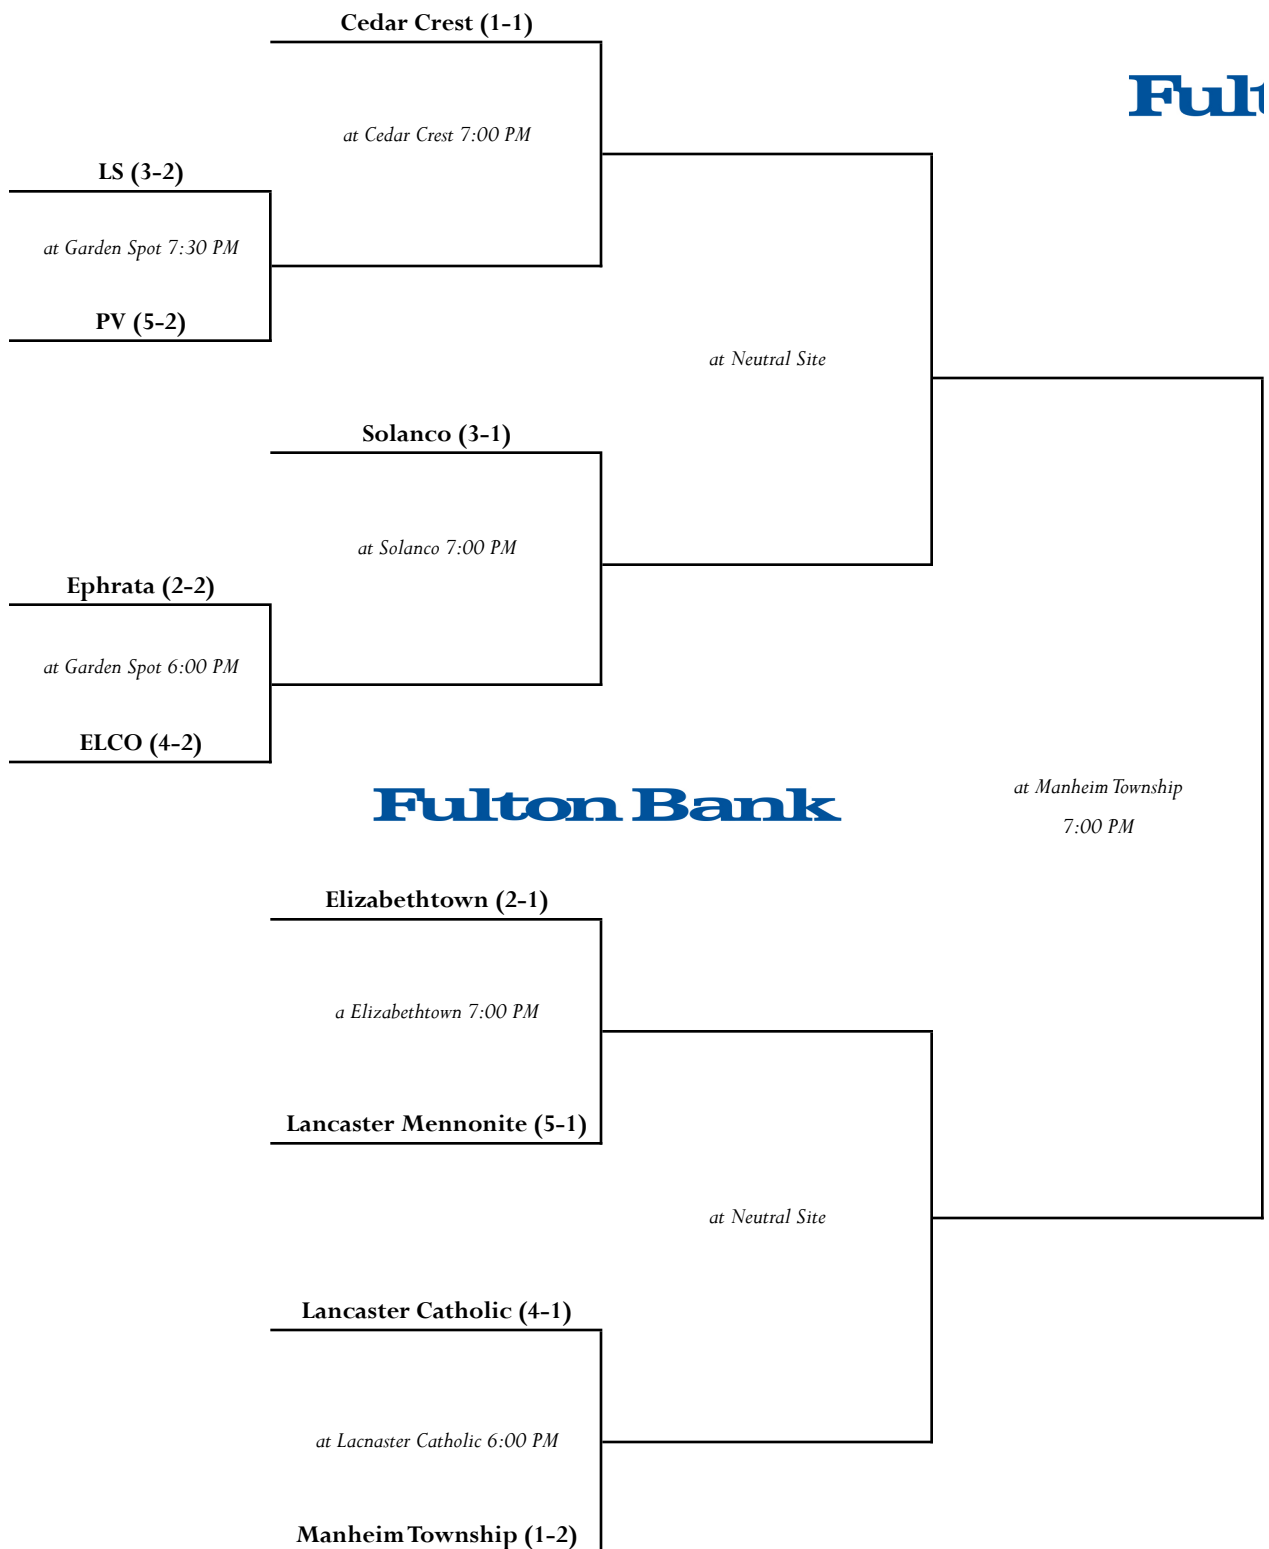 Cedar Crest (1-1)
Fult
at Cedar Crest 7:00 PM
LS (3-2)
at Garden Spot 7:30 PM
PV (5-2)
at Neutral Site
Solanco (3-1)
at Solanco 7:00 PM
Ephrata (2-2)
at Garden Spot 6:00 PM
ELCO (4-2)
Fulton Bank
at Manheim Township
7:00 PM
Elizabethtown (2-1)
a Elizabethtown 7:00 PM
Lancaster Mennonite (5-1)
at Neutral Site
Lancaster Catholic (4-1)
at Lacnaster Catholic 6:00 PM
Manheim Township (1-2)